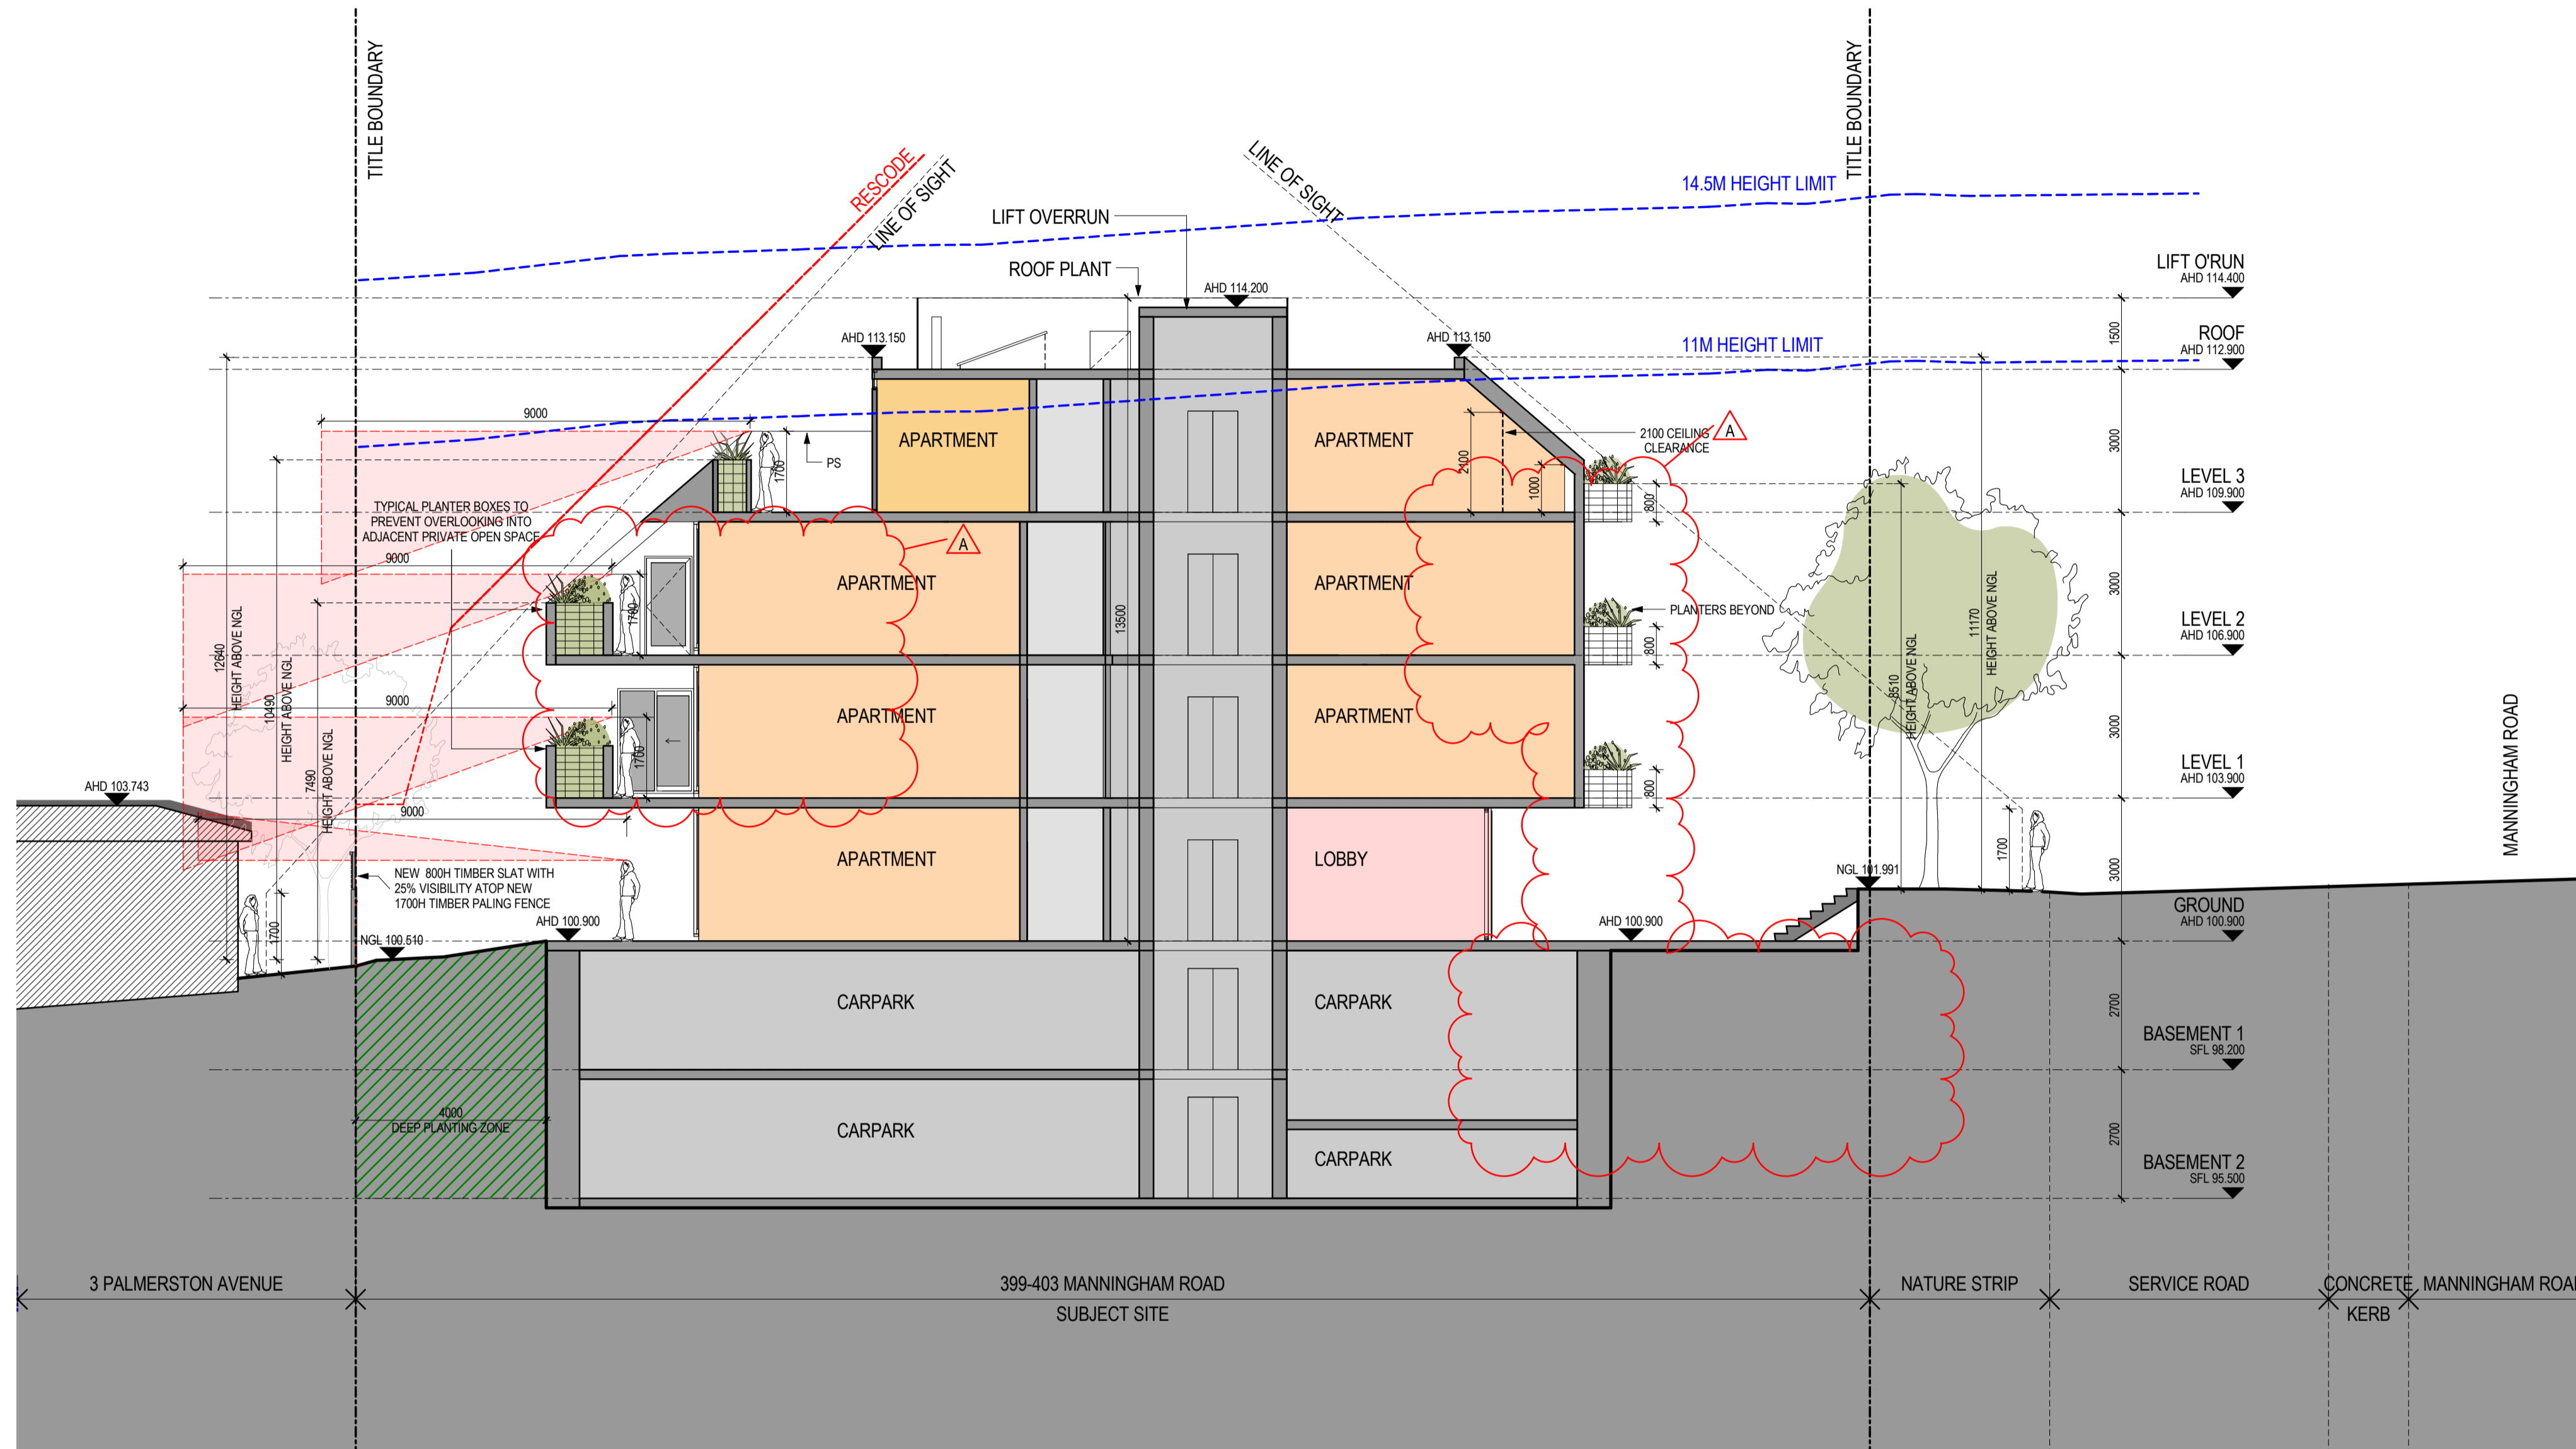 TITLE BOUNDARY
TITLE BOUNDARY
RESCODE
LINE OF SIGHT
LINE OF SIGHT
14.5M HEIGHT LIMIT
LIFT OVERRUN
ROOF PLANT
AHD 114.200
LIFT O'RUN
AHD 114.400
AHD 113.150
AHD 113.150
11M HEIGHT LIMIT
ROOF
AHD 112.900
1500
9000
APARTMENT
APARTMENT
2100 CEILING
CLEARANCE
A
PS
1700
2100
1000
800
3000
LEVEL 3
AHD 109.900
TYPICAL PLANTER BOXES TO
PREVENT OVERLOOKING INTO
ADJACENT PRIVATE OPEN SPACE
9000
A
APARTMENT
APARTMENT
1700
13500
PLANTERS BEYOND
800
3000
LEVEL 2
AHD 106.900
12640
HEIGHT ABOVE NGL
10490
HEIGHT ABOVE NGL
7490
HEIGHT ABOVE NGL
8510
HEIGHT ABOVE NGL
11170
HEIGHT ABOVE NGL
9000
APARTMENT
APARTMENT
1700
800
3000
MANNINGHAM ROAD
LEVEL 1
AHD 103.900
AHD 103.743
9000
APARTMENT
LOBBY
1700
3000
NGL 101.991
NEW 800H TIMBER SLAT WITH
25% VISIBILITY ATOP NEW
1700H TIMBER PALING FENCE
1700
AHD 100.900
AHD 100.900
GROUND
AHD 100.900
NGL 100.510
CARPARK
CARPARK
2700
BASEMENT 1
SFL 98.200
4000
DEEP PLANTING ZONE
CARPARK
CARPARK
2700
BASEMENT 2
SFL 95.500
3 PALMERSTON AVENUE
399-403 MANNINGHAM ROAD
SUBJECT SITE
NATURE STRIP
SERVICE ROAD
CONCRETE
KERB
MANNINGHAM ROA